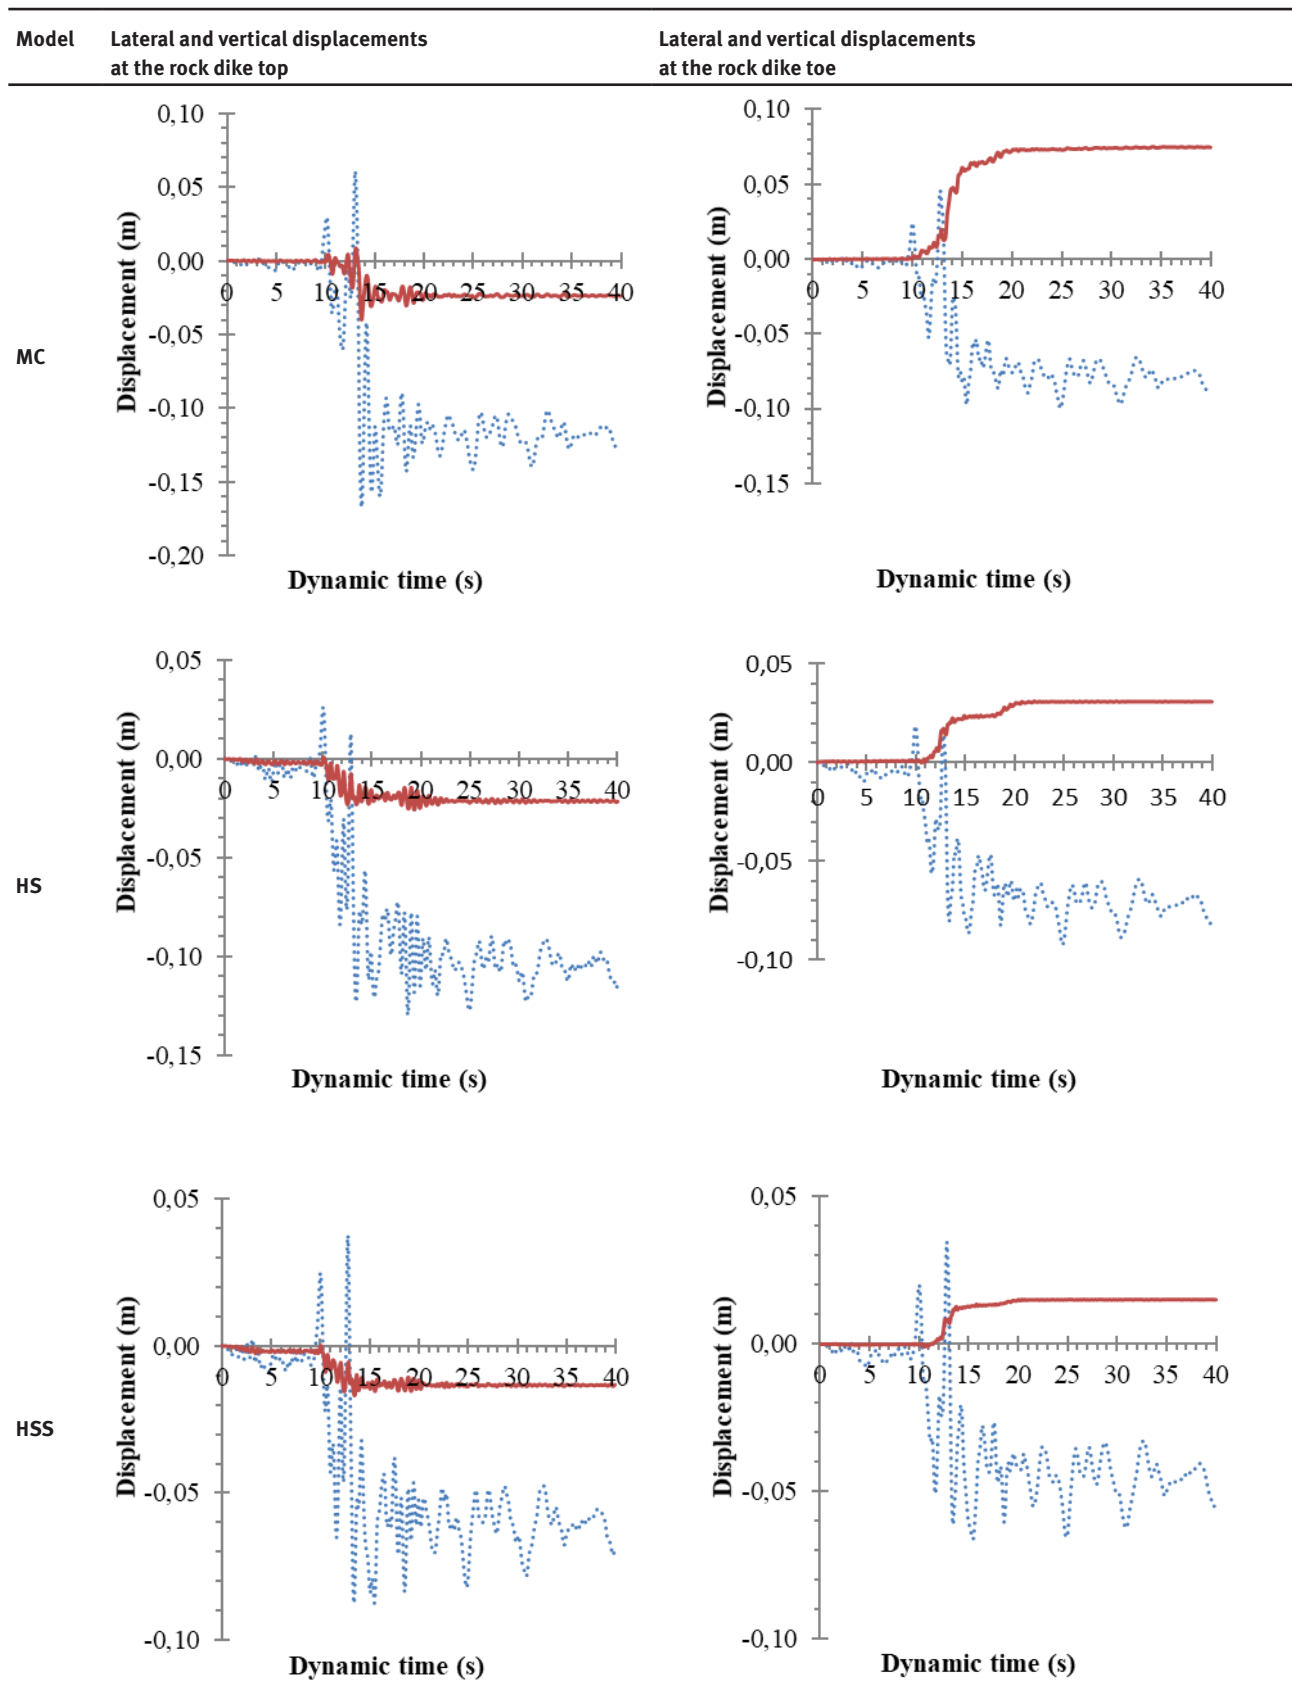 Model Lateral and vertical displacements at the rock dike top Lateral and vertical displacements at the rock dike toe
MC
0,10
0,05
0,00
-0,05
-0,10
-0,15
-0,20
0 5 10 15 20 25 30 35 40
Displacement (m)
Dynamic time (s)
0,10
0,05
0,00
-0,05
-0,10
-0,15
0 5 10 15 20 25 30 35 40
Displacement (m)
Dynamic time (s)
HS
0,05
0,00
-0,05
-0,10
-0,15
0 5 10 15 20 25 30 35 40
Displacement (m)
Dynamic time (s)
0,05
0,00
-0,05
-0,10
0 5 10 15 20 25 30 35 40
Displacement (m)
Dynamic time (s)
HSS
0,05
0,00
-0,05
-0,10
0 5 10 15 20 25 30 35 40
Displacement (m)
Dynamic time (s)
0,05
0,00
-0,05
-0,10
0 5 10 15 20 25 30 35 40
Displacement (m)
Dynamic time (s)